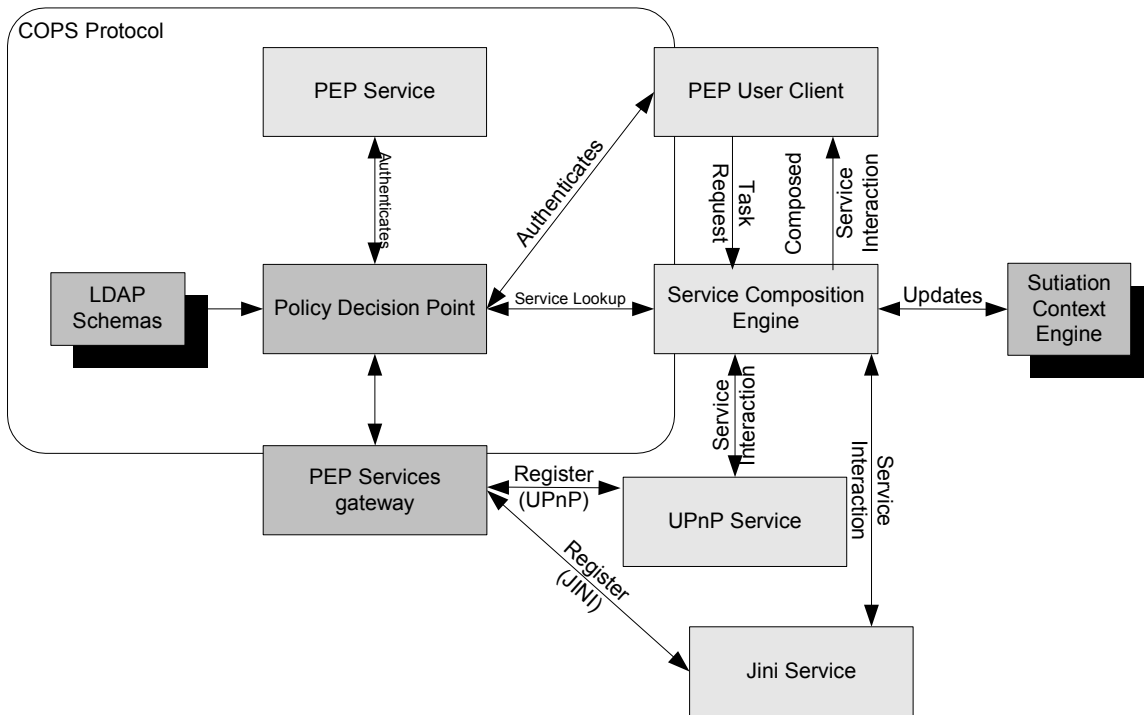 COPS Protocol
PEP Service
PEP User Client
Authenticates
Authenticates
Task
Request
Composed
Service
Interaction
LDAP
Schemas
Policy Decision Point
Service Lookup
Service Composition
Engine
Updates
Sutiation
Context
Engine
Service
Interaction
Service
Interaction
PEP Services
gateway
Register
(UPnP)
UPnP Service
Register
(JINI)
Jini Service